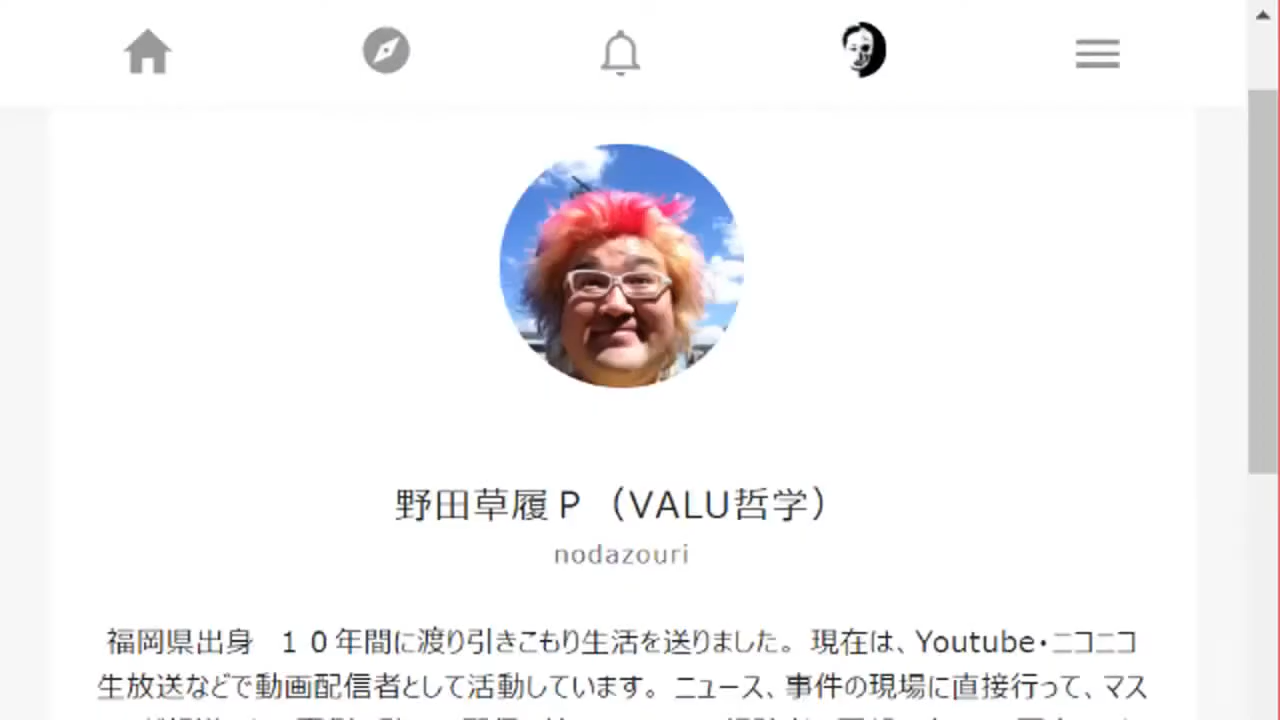 野田草履Ｐ（VALU哲学）
nodazouri
福岡県出身　１０年間に渡り引きこもり生活を送りました。現在は、Youtube・ニコニコ
生放送などで動画配信者として活動しています。ニュース、事件の現場に直接行って、マス